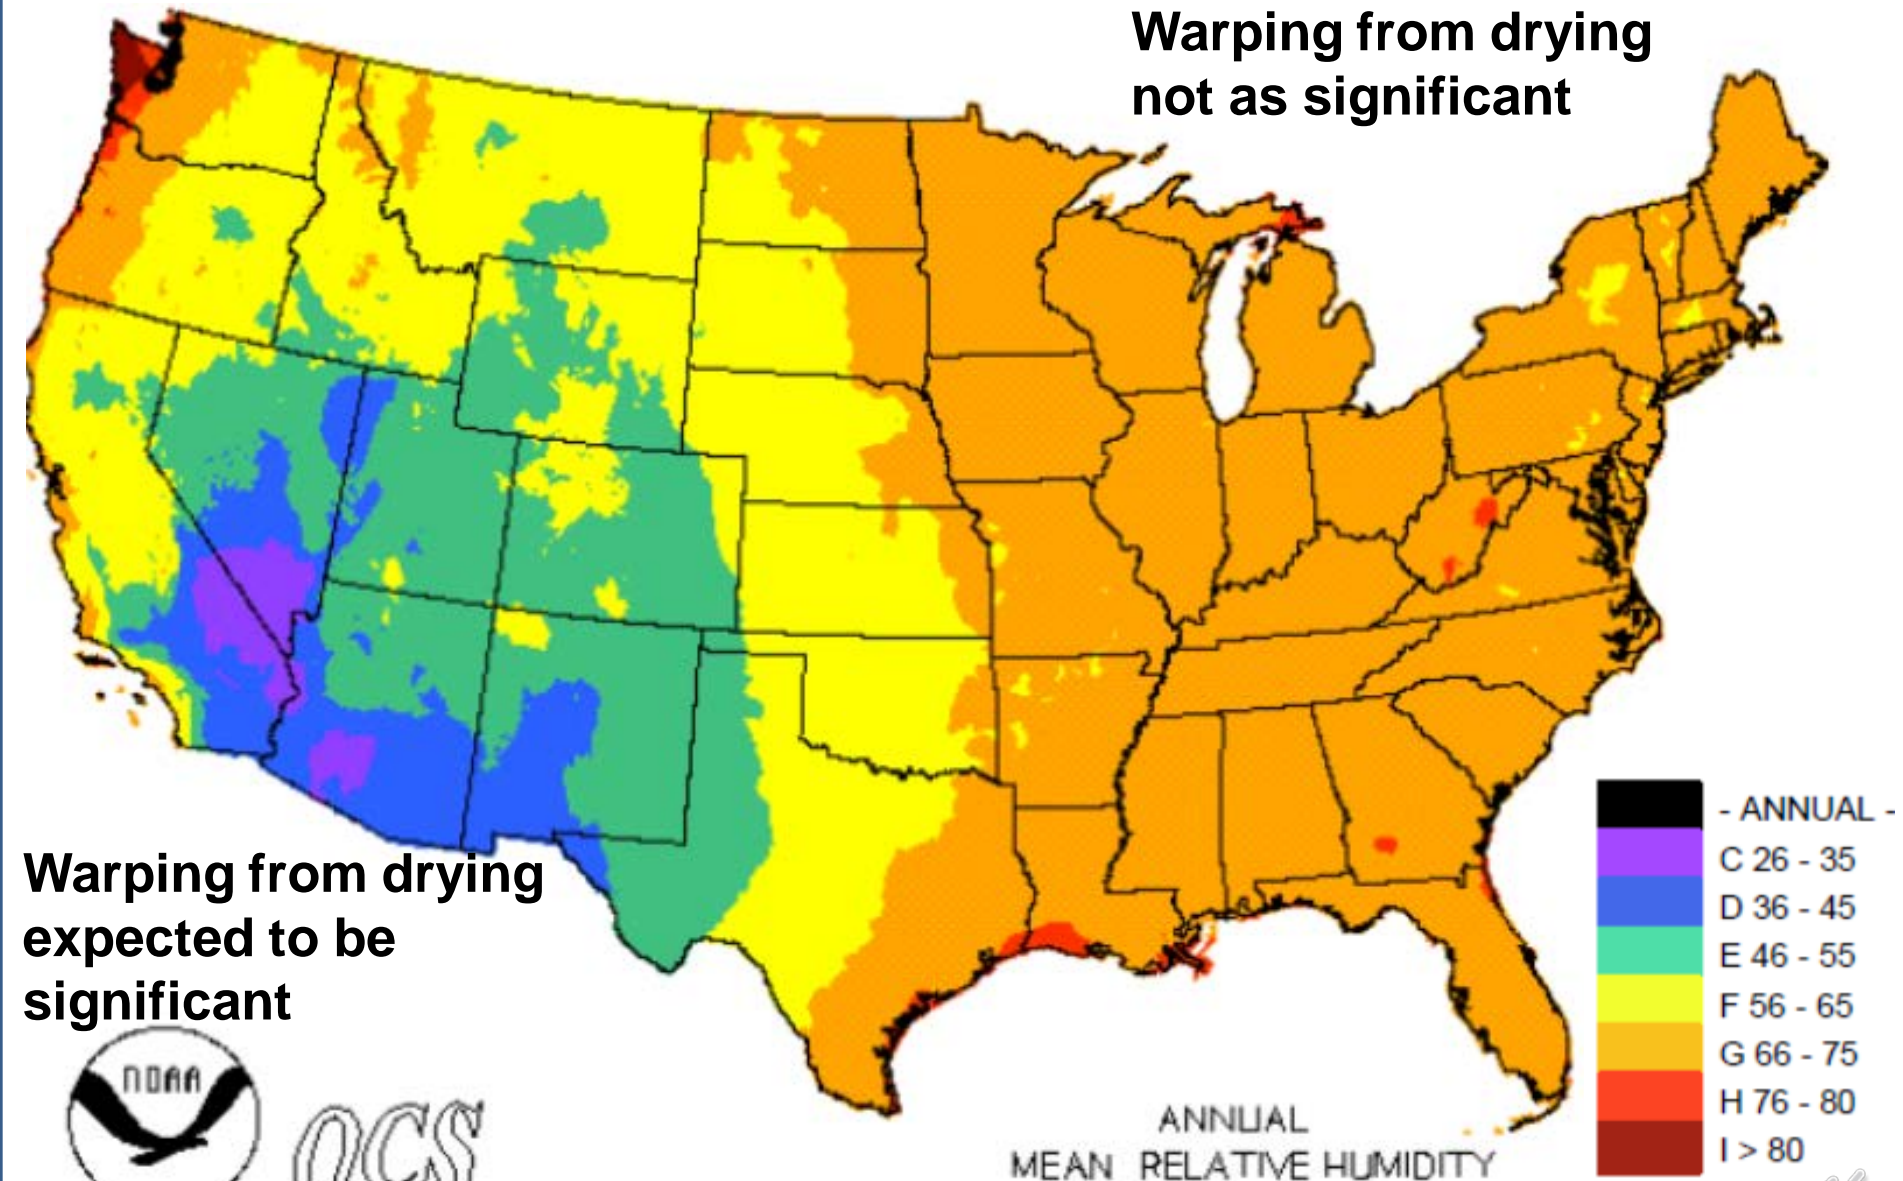 Warping from drying
not as significant
Warping from drying
expected to be
significant
NOAA
OCS
ANNUAL
MEAN RELATIVE HUMIDITY
- ANNUAL -
C 26 - 35
D 36 - 45
E 46 - 55
F 56 - 65
G 66 - 75
H 76 - 80
I > 80